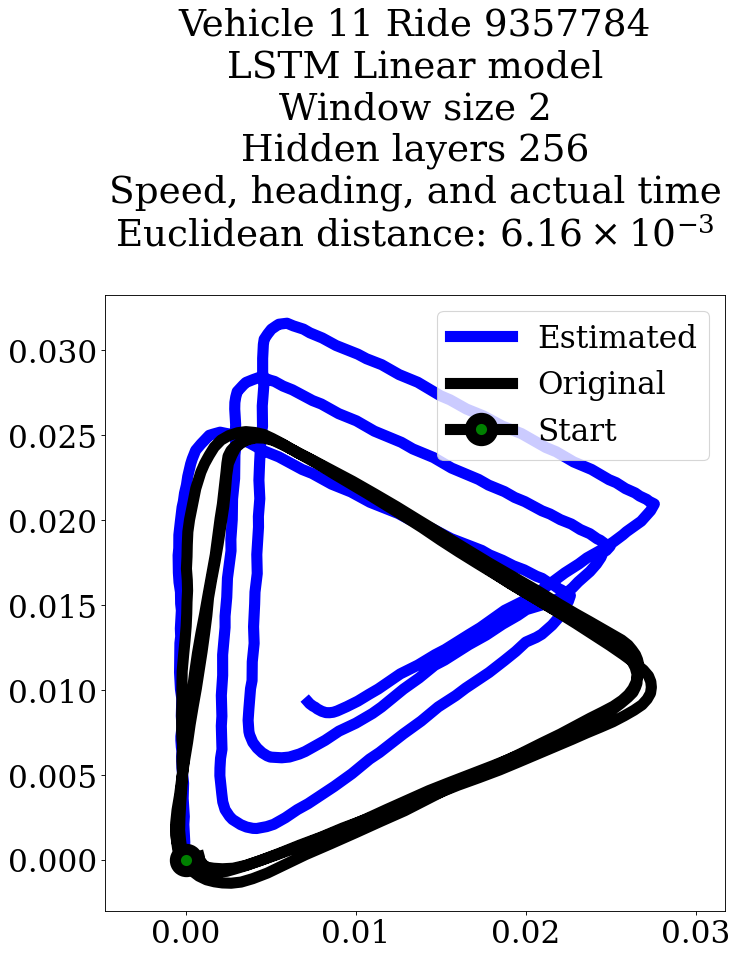 Vehicle 11 Ride 9357784
LSTM Linear model
Window size 2
Hidden layers 256
Speed, heading, and actual time
Euclidean distance: 6.16 × 10⁻³
Estimated
Original
Start
0.030
0.025
0.020
0.015
0.010
0.005
0.000
0.00 0.01 0.02 0.03